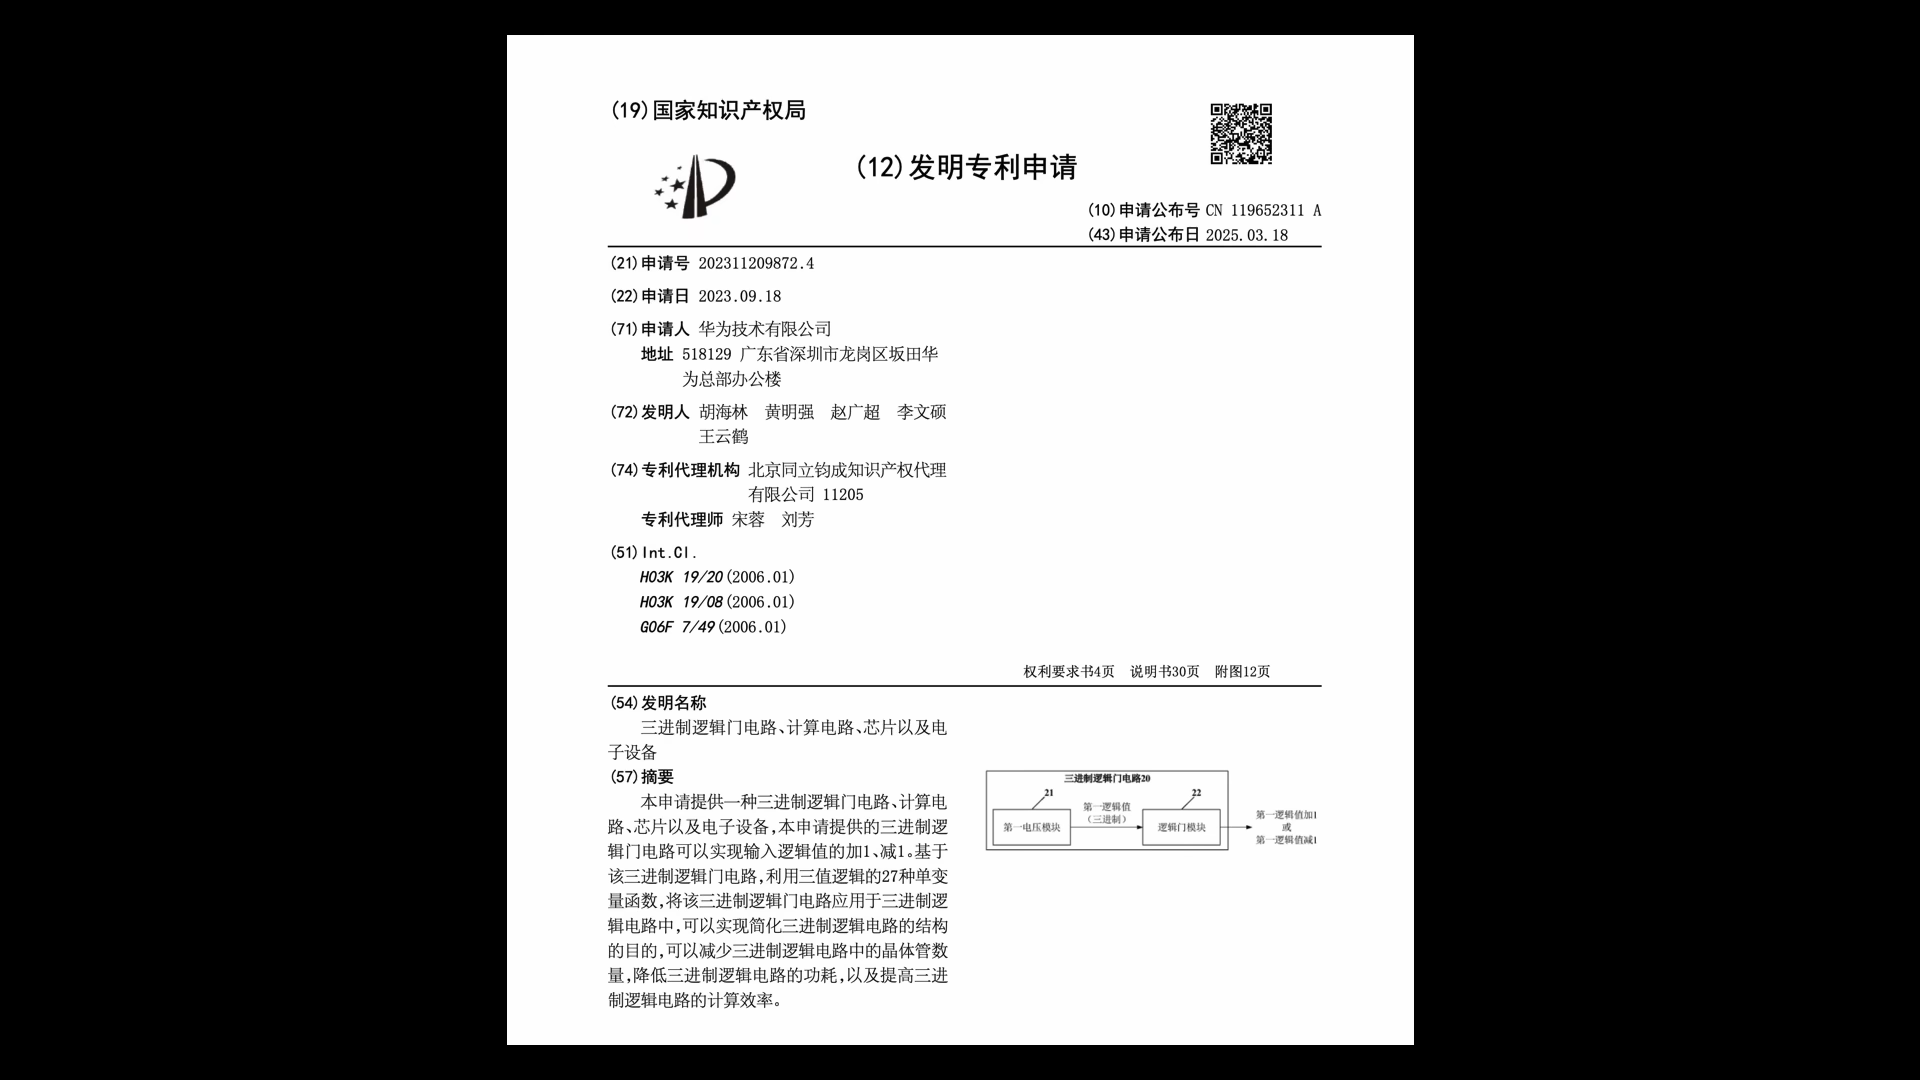 (19)国家知识产权局
(12)发明专利申请
(10)申请公布号 CN 119652311 A
(43)申请公布日 2025.03.18
(21)申请号 202311209872.4
(22)申请日 2023.09.18
(71)申请人 华为技术有限公司
地址 518129 广东省深圳市龙岗区坂田华
为总部办公楼
(72)发明人 胡海林 黄明强 赵广超 李文硕
王云鹤
(74)专利代理机构 北京同立钧成知识产权代理
有限公司 11205
专利代理师 宋蓉 刘芳
(51)Int.Cl.
H03K 19/20(2006.01)
H03K 19/08(2006.01)
G06F 7/49(2006.01)
权利要求书4页 说明书30页 附图12页
(54)发明名称
三进制逻辑门电路、计算电路、芯片以及电
子设备
(57)摘要
本申请提供一种三进制逻辑门电路、计算电
路、芯片以及电子设备,本申请提供的三进制逻
辑门电路可以实现输入逻辑值的加1、减1。基于
该三进制逻辑门电路,利用三值逻辑的27种单变
量函数,将该三进制逻辑门电路应用于三进制逻
辑电路中,可以实现简化三进制逻辑电路的结构
的目的,可以减少三进制逻辑电路中的晶体管数
量,降低三进制逻辑电路的功耗,以及提高三进
制逻辑电路的计算效率。
三进制逻辑门电路20
21
22
第一电压模块
第一逻辑值
(三进制)
逻辑门模块
第一逻辑值加1
或
第一逻辑值减1